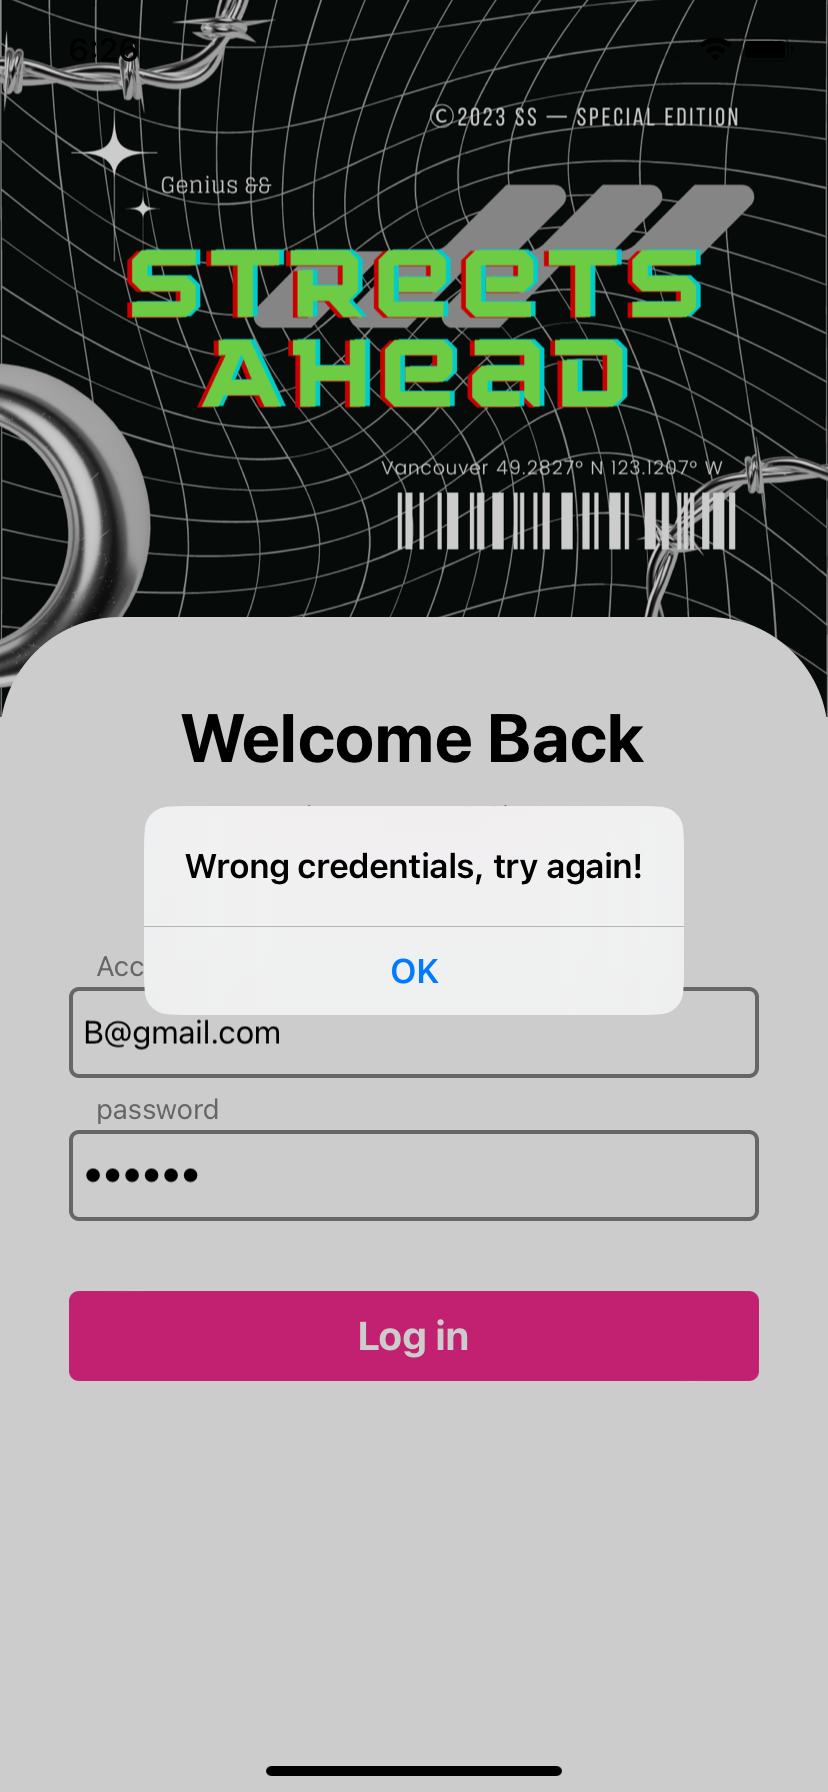 6:26
©2023 SS — SPECIAL EDITION
Genius &&
STREETS
AHEAD
Vancouver 49.2827° N 123.1207° W
Welcome Back
Wrong credentials, try again!
OK
Acc
B@gmail.com
password
••••••
Log in